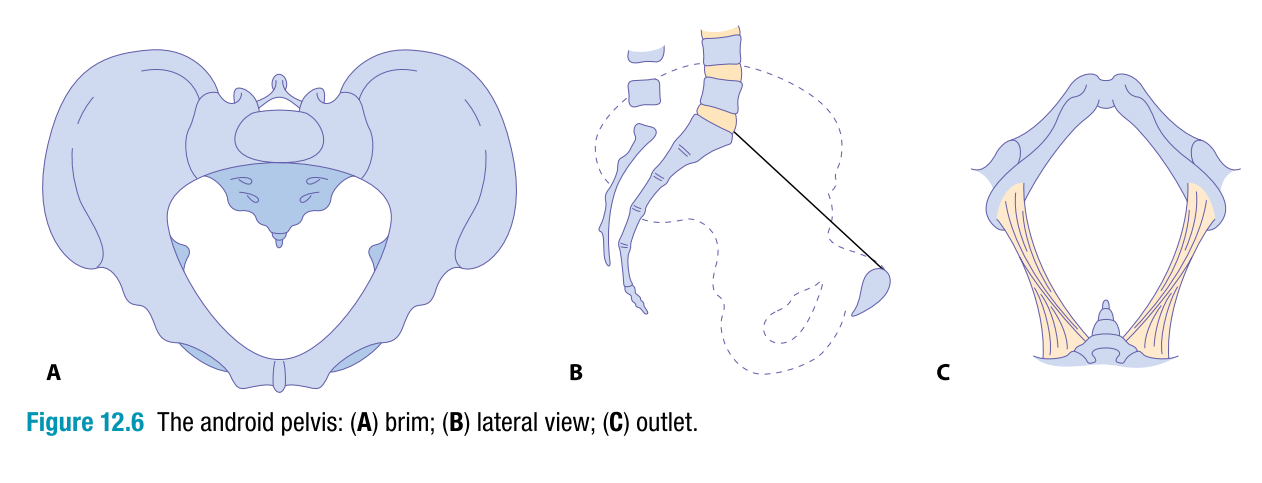 A
B
C
Figure 12.6 The android pelvis: (A) brim; (B) lateral view; (C) outlet.